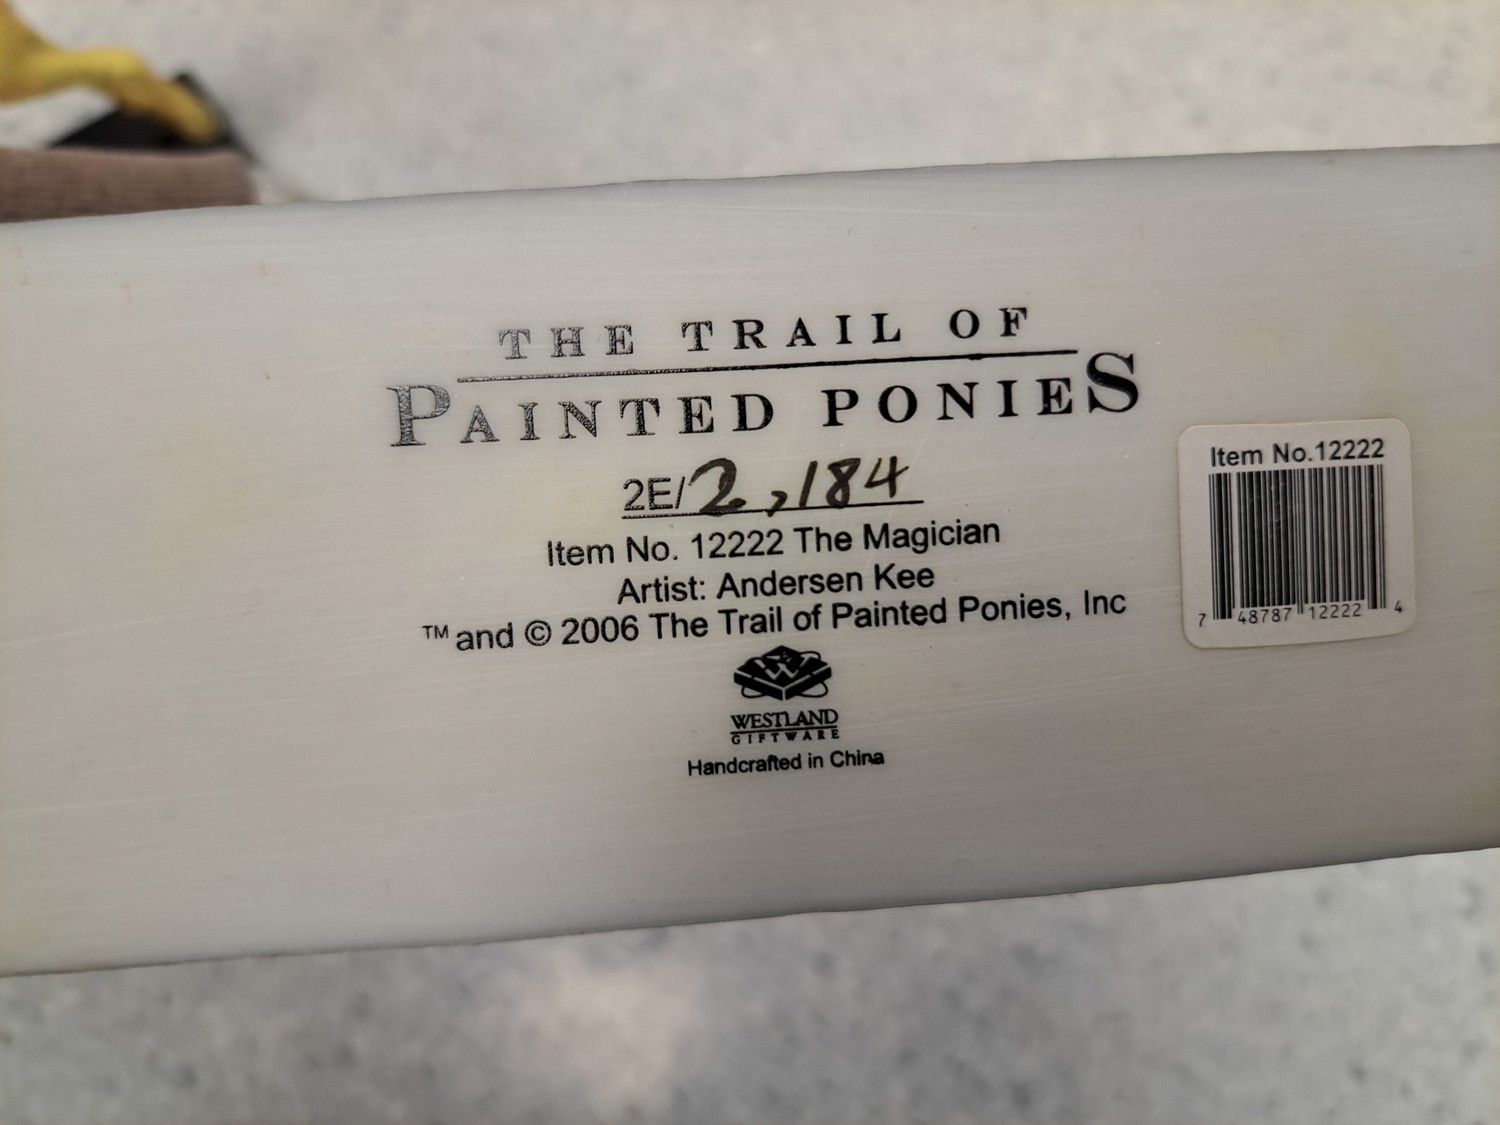 THE TRAIL OF
PAINTED PONIES
2E/2,184
Item No. 12222 The Magician
Artist: Andersen Kee
™ and © 2006 The Trail of Painted Ponies, Inc
W
WESTLAND
GIFTWARE
Handcrafted in China
Item No.12222
7 48787 12222 4